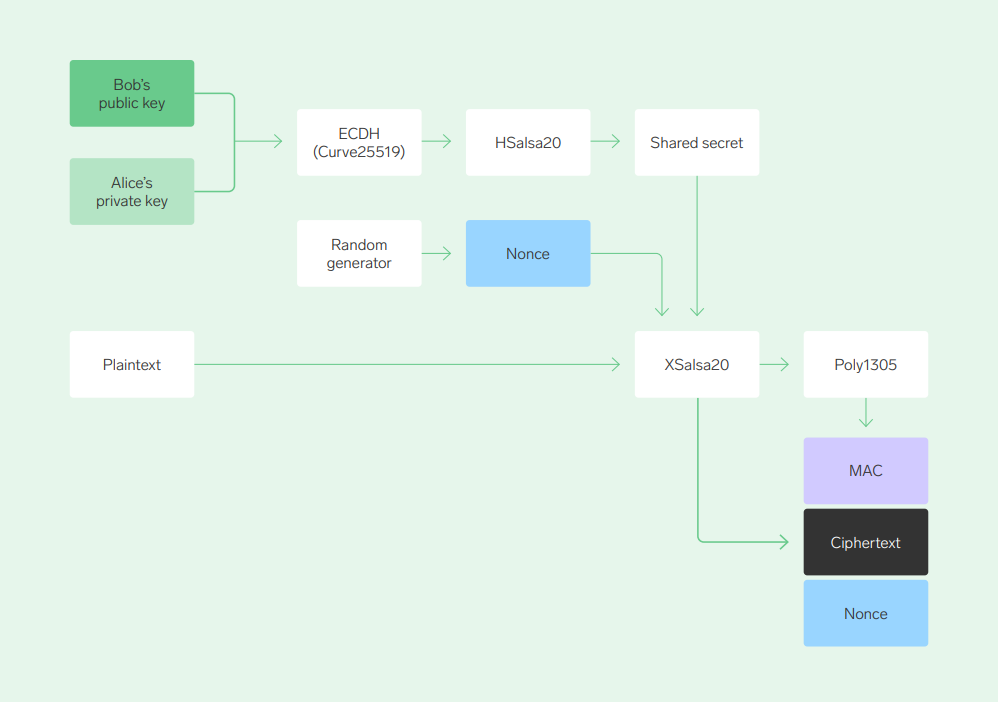 Bob’s
public key
Alice’s
private key
ECDH
(Curve25519)
HSalsa20
Shared secret
Random
generator
Nonce
Plaintext
XSalsa20
Poly1305
MAC
Ciphertext
Nonce